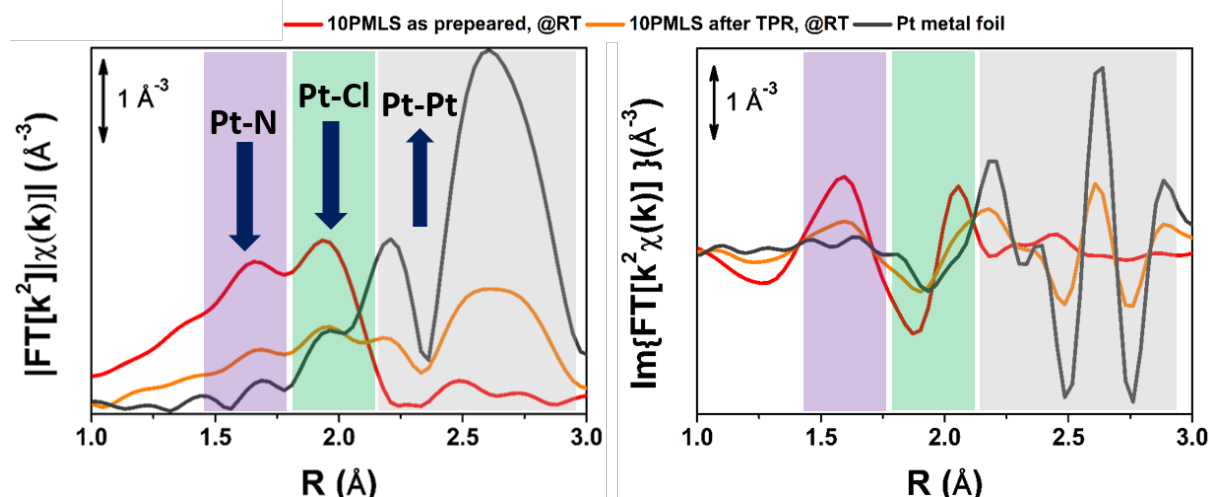 10PMLS as prepeared, @RT 10PMLS after TPR, @RT Pt metal foil
|FT[k²]|χ(k)]| (Å⁻³)
1 Å⁻³
Pt-N
Pt-Cl
Pt-Pt
1.0 1.5 2.0 2.5 3.0
R (Å)
Im{FT[k²χ(k)] }(Å⁻³)
1 Å⁻³
1.0 1.5 2.0 2.5 3.0
R (Å)